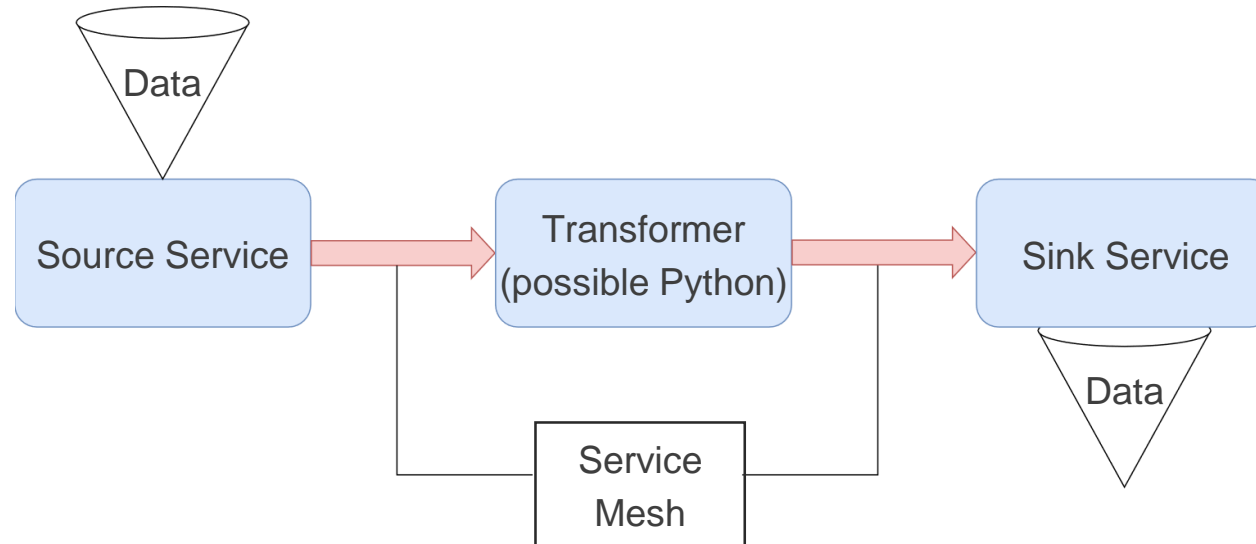 Data
Source Service
Transformer
(possible Python)
Sink Service
Data
Service
Mesh